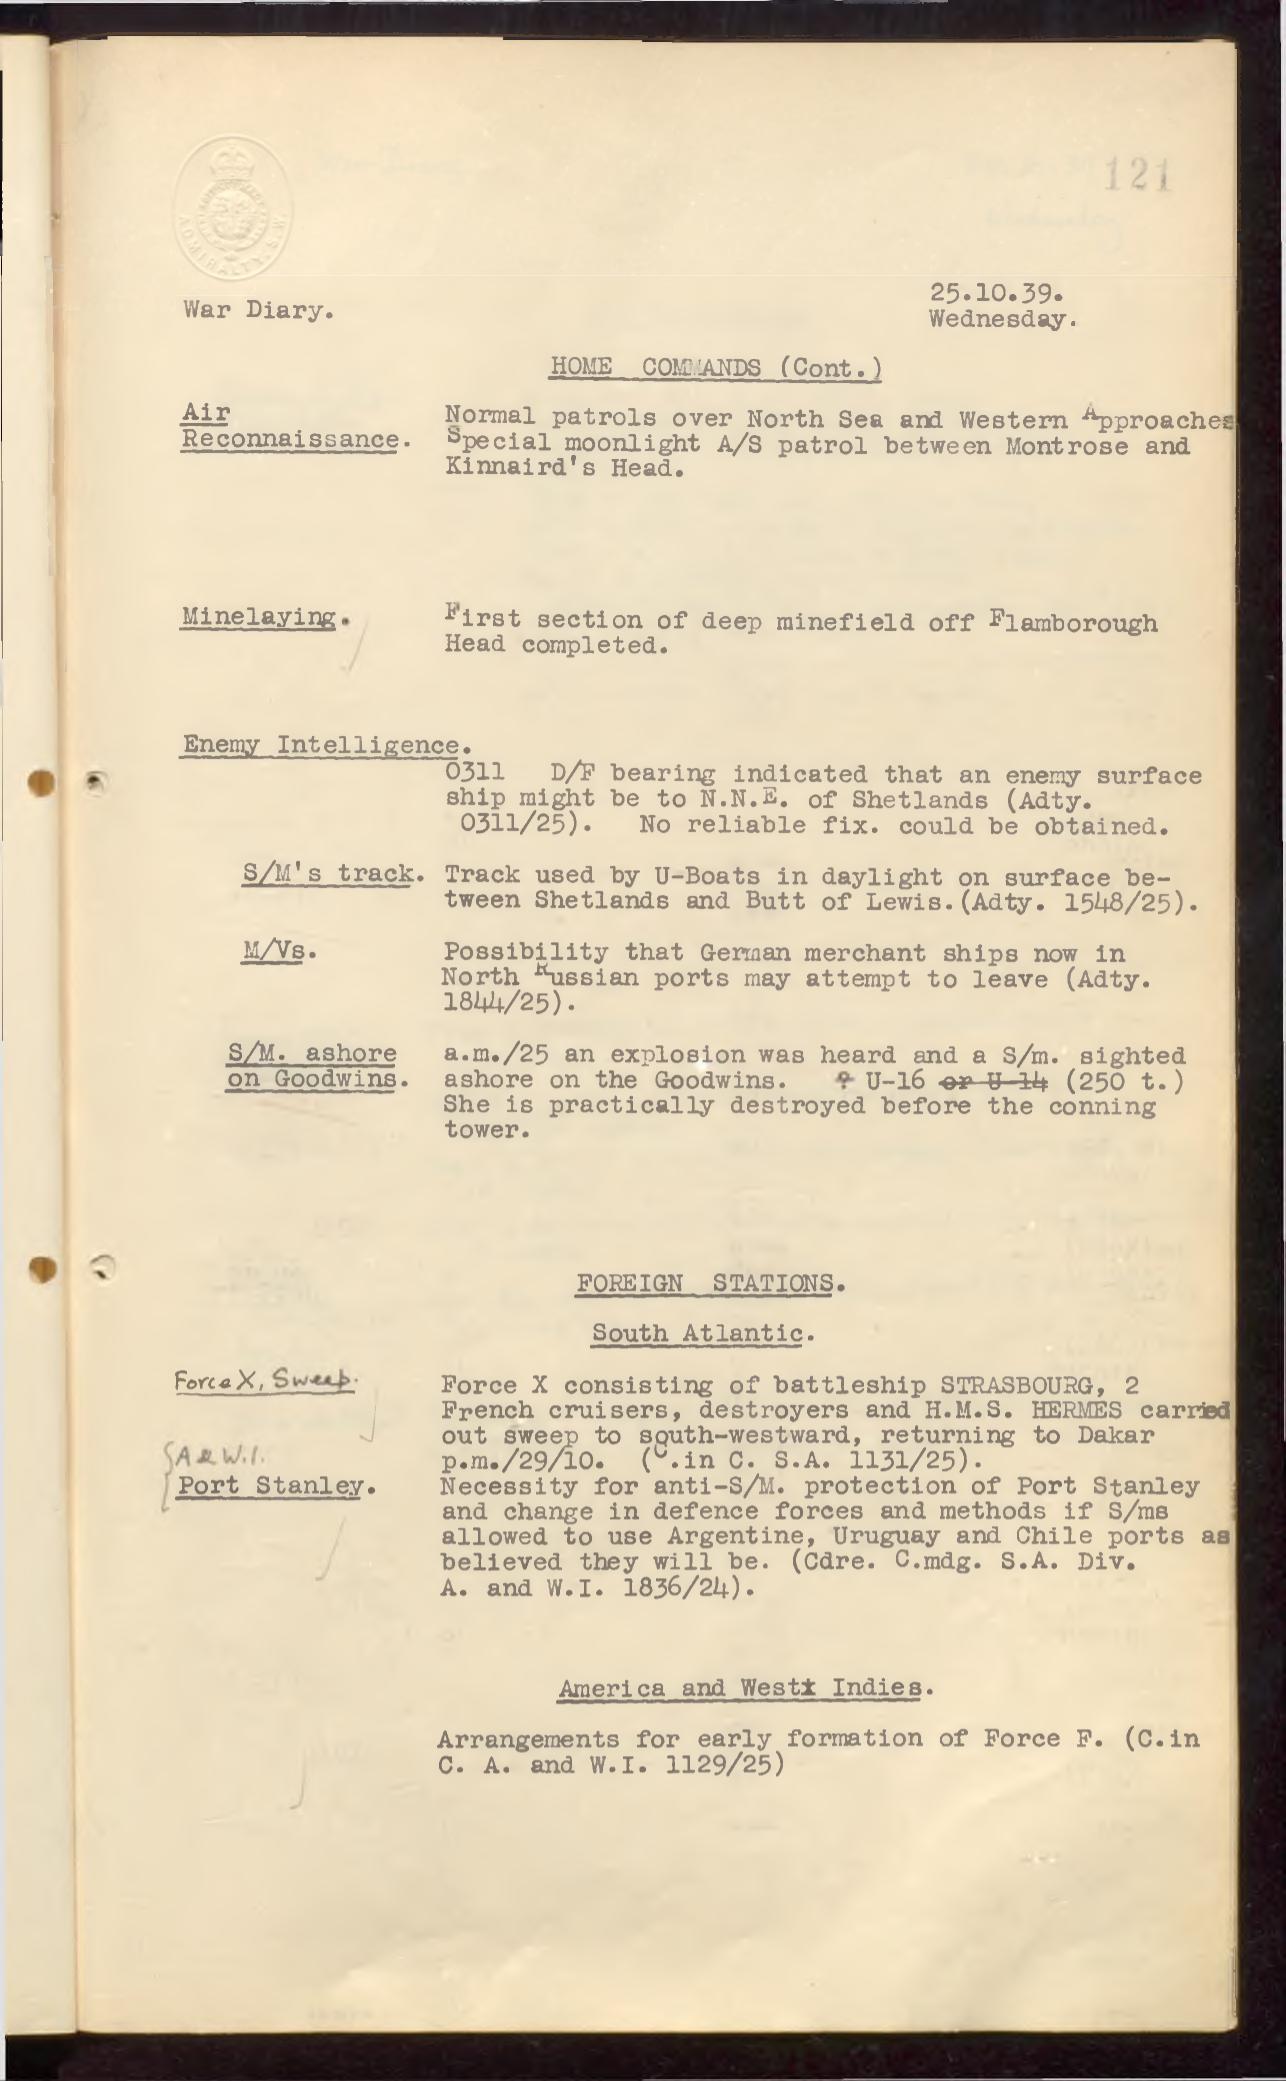 121
ADMIRALTY. S.W.
War Diary.
25.10.39.
Wednesday.
HOME COMMANDS (Cont.)
Air
Reconnaissance.
Normal patrols over North Sea and Western Approaches
Special moonlight A/S patrol between Montrose and
Kinnaird's Head.
Minelaying.
First section of deep minefield off Flamborough
Head completed.
Enemy Intelligence.
0311 D/F bearing indicated that an enemy surface
ship might be to N.N.E. of Shetlands (Adty.
0311/25). No reliable fix. could be obtained.
S/M's track. Track used by U-Boats in daylight on surface be-
tween Shetlands and Butt of Lewis.(Adty. 1548/25).
M/Vs. Possibility that German merchant ships now in
North Russian ports may attempt to leave (Adty.
1844/25).
S/M. ashore
on Goodwins.
a.m./25 an explosion was heard and a S/m. sighted
ashore on the Goodwins. ? U-16 or U-14 (250 t.)
She is practically destroyed before the conning
tower.
FOREIGN STATIONS.
South Atlantic.
Force X, Sweep.
Force X consisting of battleship STRASBOURG, 2
French cruisers, destroyers and H.M.S. HERMES carried
out sweep to south-westward, returning to Dakar
p.m./29/10. (C.in C. S.A. 1131/25).
A & W.I.
Port Stanley.
Necessity for anti-S/M. protection of Port Stanley
and change in defence forces and methods if S/ms
allowed to use Argentine, Uruguay and Chile ports as
believed they will be. (Cdre. C.mdg. S.A. Div.
A. and W.I. 1836/24).
America and West Indies.
Arrangements for early formation of Force F. (C.in
C. A. and W.I. 1129/25)